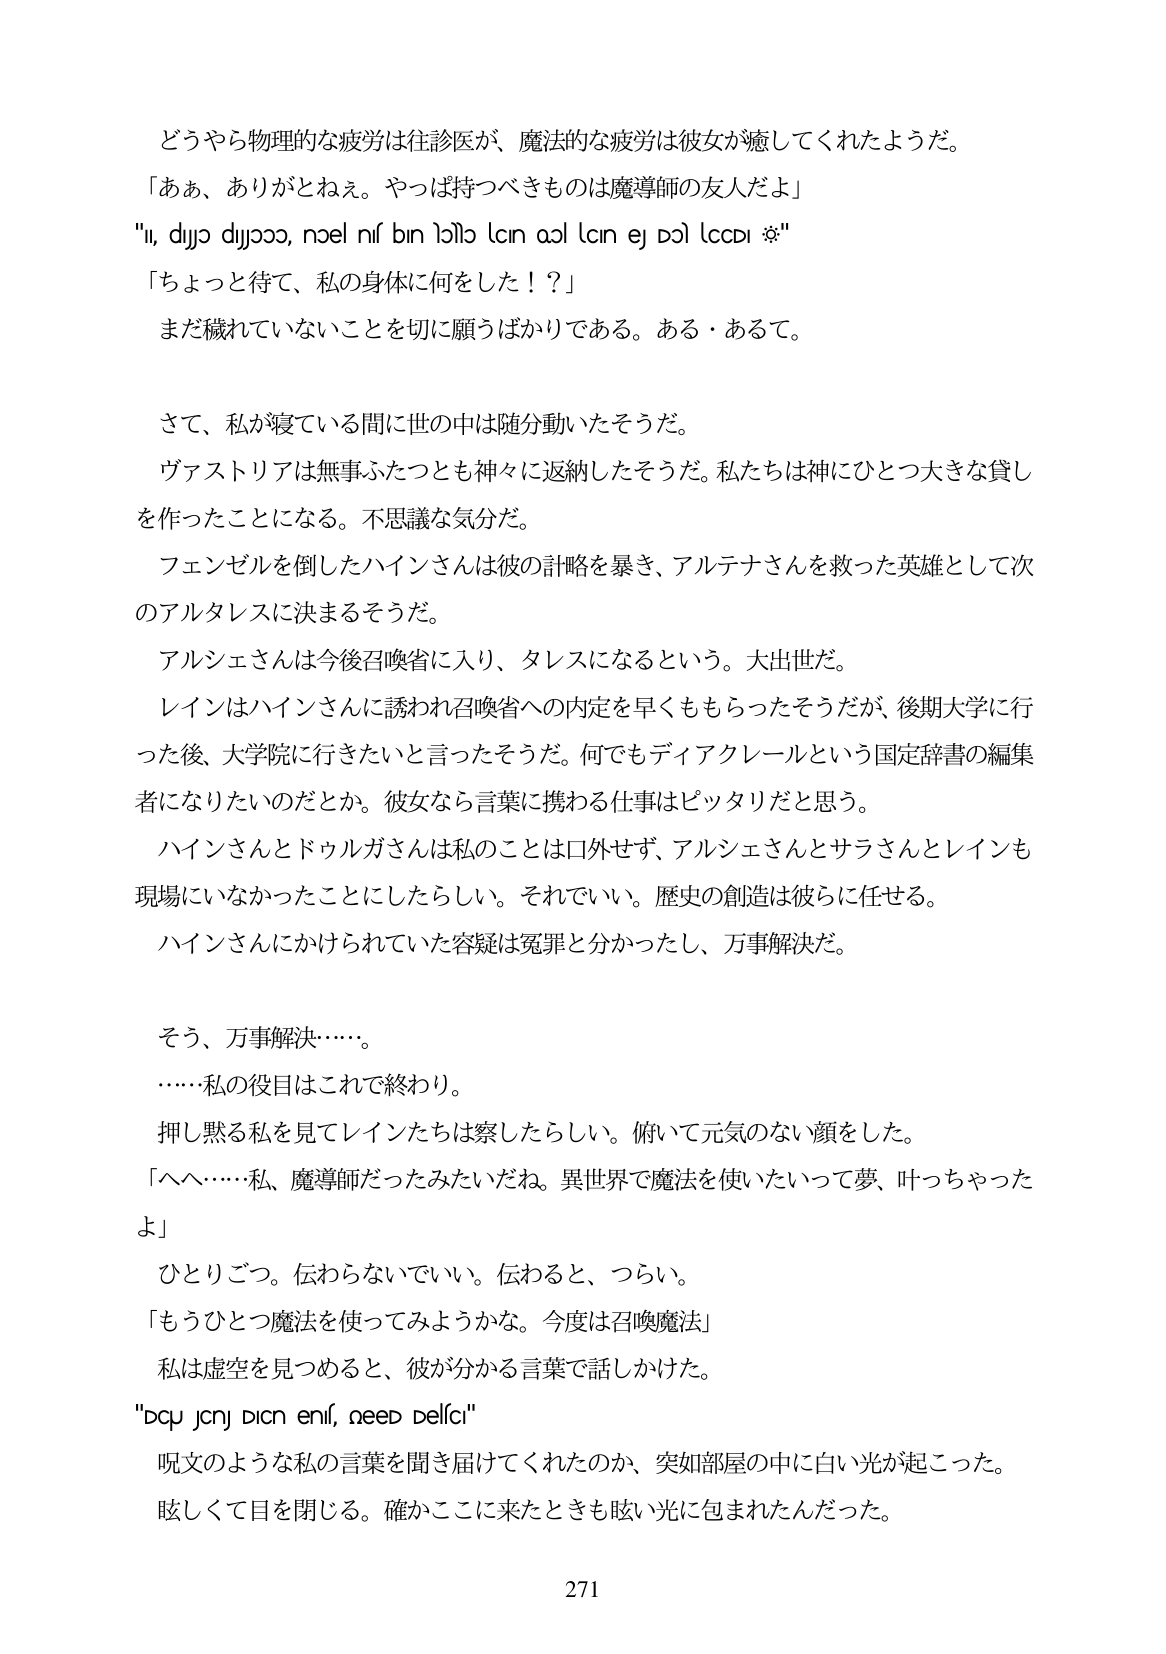 どうやら物理的な疲労は往診医が、魔法的な疲労は彼女が癒してくれたようだ。
「あぁ、ありがとねぇ。やっぱ持つべきものは魔導師の友人だよ」
「ちょっと待て、私の身体に何をした！？」
まだ穢れていないことを切に願うばかりである。ある・あるて。
さて、私が寝ている間に世の中は随分動いたそうだ。
ヴァストリアは無事ふたつとも神々に返納したそうだ。私たちは神にひとつ大きな貸し
を作ったことになる。不思議な気分だ。
フェンゼルを倒したハインさんは彼の計略を暴き、アルテナさんを救った英雄として次
のアルタレスに決まるそうだ。
アルシェさんは今後召喚省に入り、タレスになるという。大出世だ。
レインはハインさんに誘われ召喚省への内定を早くももらったそうだが、後期大学に行
った後、大学院に行きたいと言ったそうだ。何でもディアクレールという国定辞書の編集
者になりたいのだとか。彼女なら言葉に携わる仕事はピッタリだと思う。
ハインさんとドゥルガさんは私のことは口外せず、アルシェさんとサラさんとレインも
現場にいなかったことにしたらしい。それでいい。歴史の創造は彼らに任せる。
ハインさんにかけられていた容疑は冤罪と分かったし、万事解決だ。
そう、万事解決……。
……私の役目はこれで終わり。
押し黙る私を見てレインたちは察したらしい。俯いて元気のない顔をした。
「へへ……私、魔導師だったみたいだね。異世界で魔法を使いたいって夢、叶っちゃった
よ」
ひとりごつ。伝わらないでいい。伝わると、つらい。
「もうひとつ魔法を使ってみようかな。今度は召喚魔法」
私は虚空を見つめると、彼が分かる言葉で話しかけた。
呪文のような私の言葉を聞き届けてくれたのか、突如部屋の中に白い光が起こった。
眩しくて目を閉じる。確かここに来たときも眩い光に包まれたんだった。
271